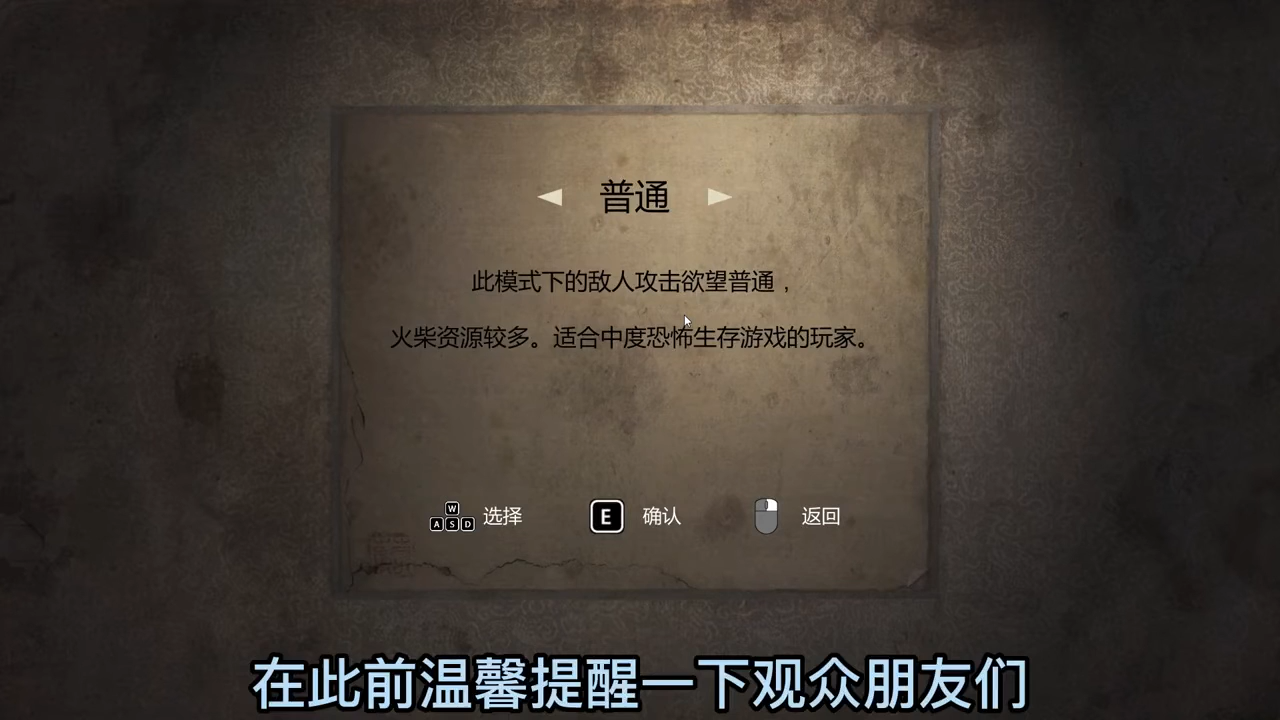 普通
此模式下的敌人攻击欲望普通，
火柴资源较多。适合中度恐怖生存游戏的玩家。
W
A S D 选择 E 确认 返回
在此前温馨提醒一下观众朋友们